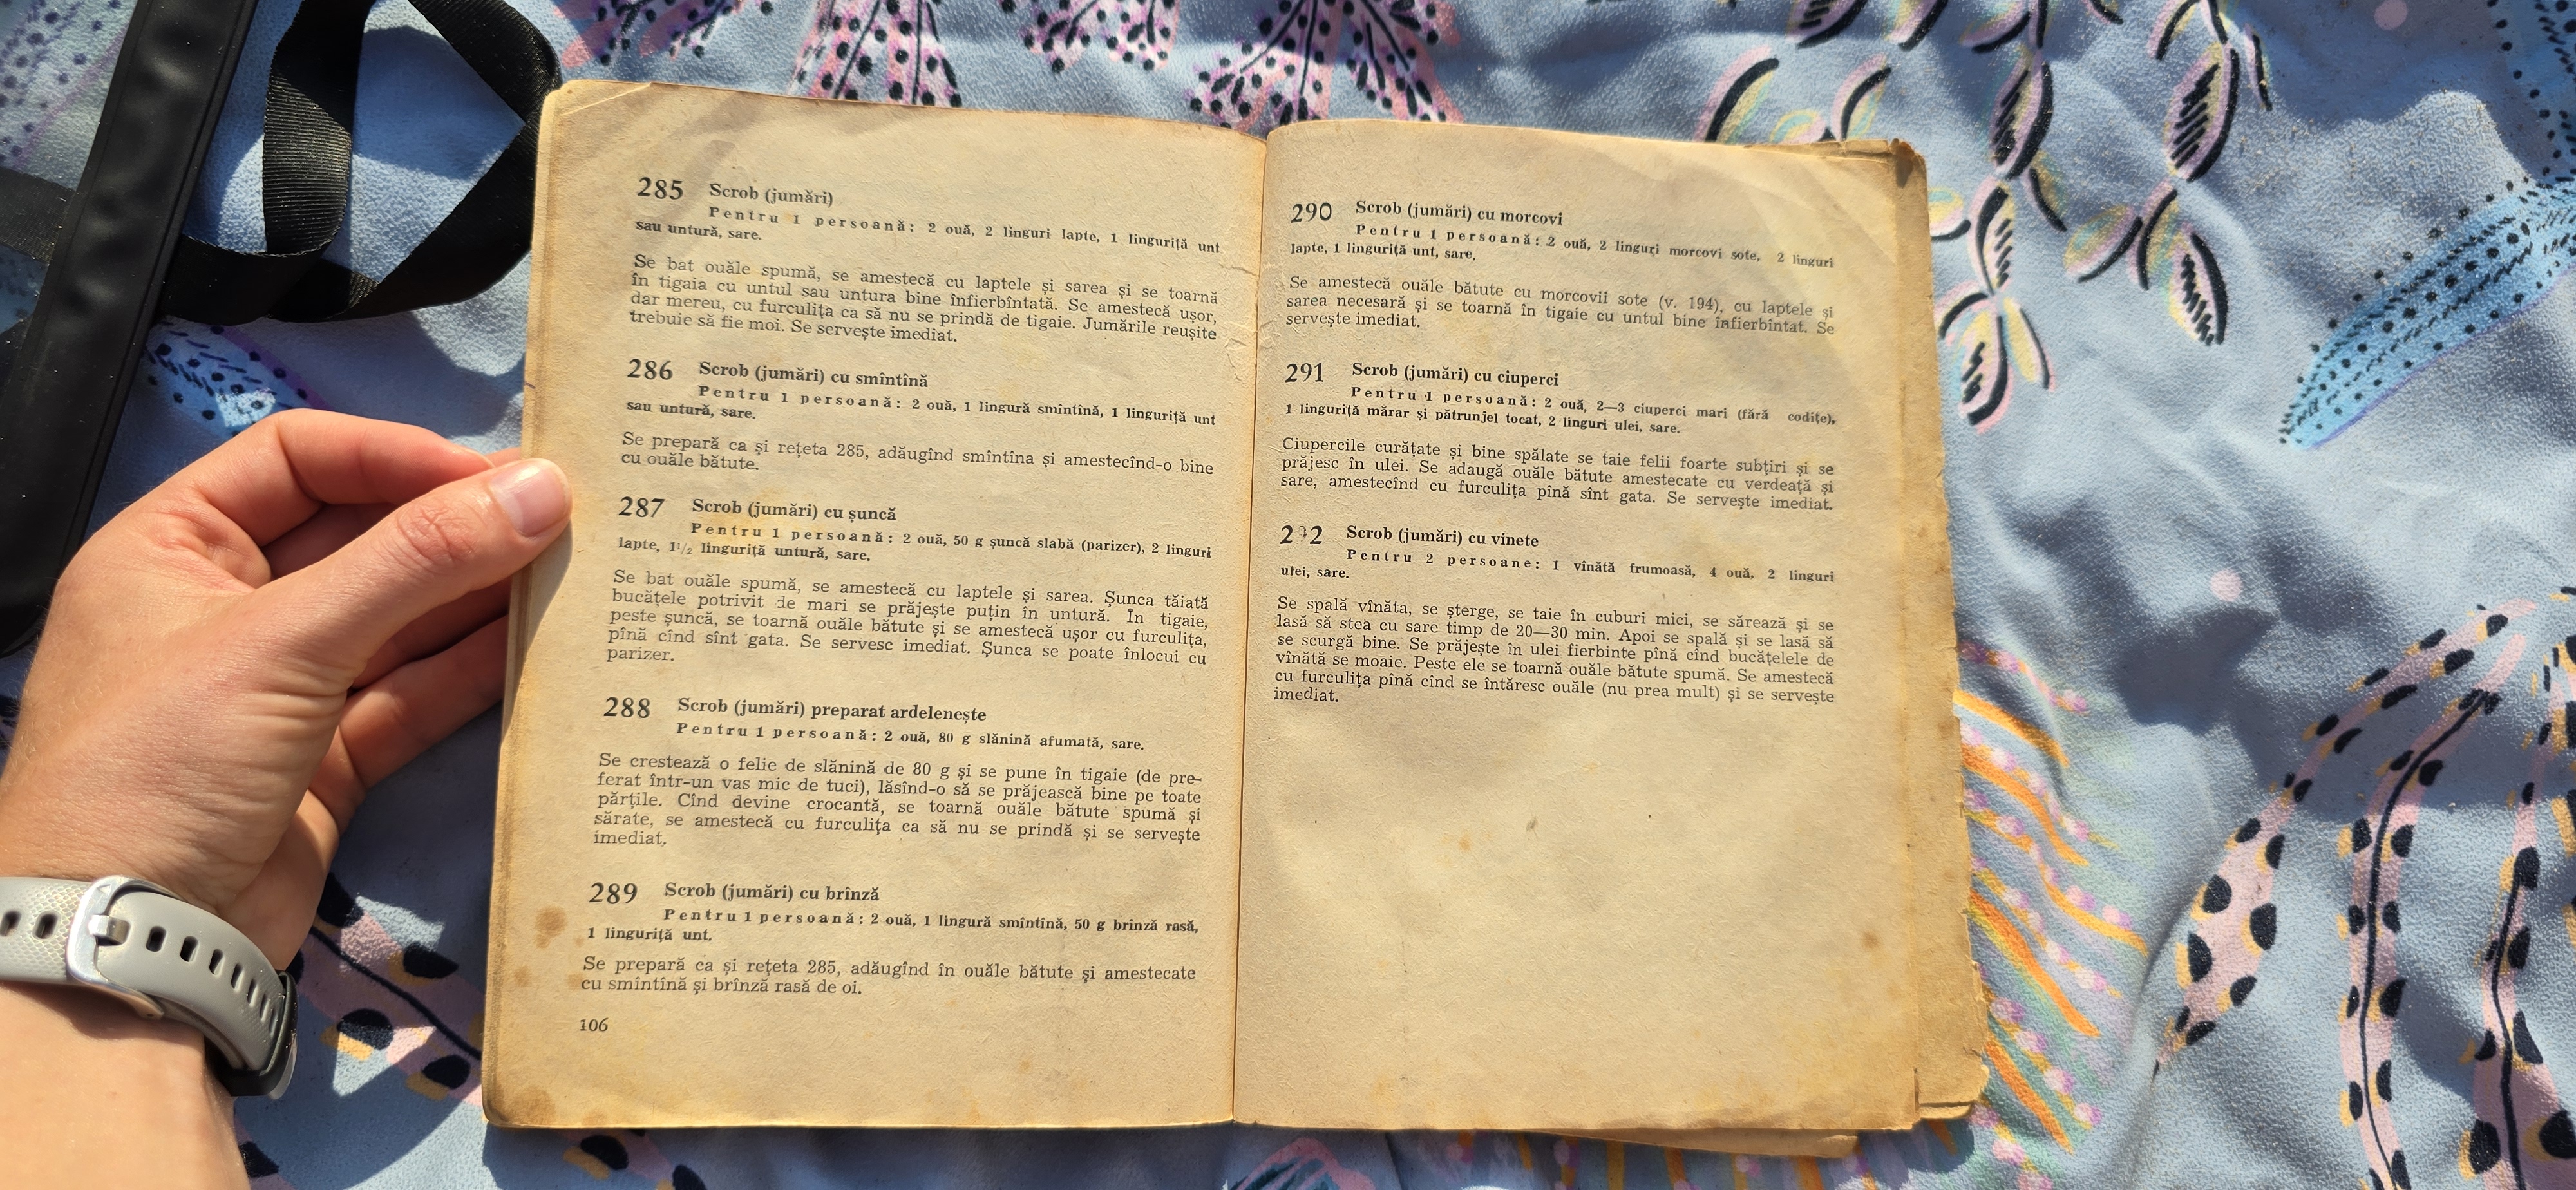 285 Scrob (jumări)
Pentru 1 persoană: 2 ouă, 2 linguri lapte, 1 linguriță unt
sau untură, sare.
Se bat ouăle spumă, se amestecă cu laptele și sarea și se toarnă
în tigaia cu untul sau untura bine înfierbîntată. Se amestecă ușor,
dar mereu, cu furculița ca să nu se prindă de tigaie. Jumările reușite
trebuie să fie moi. Se servește imediat.
286 Scrob (jumări) cu smîntînă
Pentru 1 persoană: 2 ouă, 1 lingură smîntînă, 1 linguriță unt
sau untură, sare.
Se prepară ca și rețeta 285, adăugînd smîntîna și amestecînd-o bine
cu ouăle bătute.
287 Scrob (jumări) cu șuncă
Pentru 1 persoană: 2 ouă, 50 g șuncă slabă (parizer), 2 linguri
lapte, 1½ linguriță untură, sare.
Se bat ouăle spumă, se amestecă cu laptele și sarea. Șunca tăiată
bucățele potrivit de mari se prăjește puțin în untură. În tigaie,
peste șuncă, se toarnă ouăle bătute și se amestecă ușor cu furculița,
pînă cînd sînt gata. Se servesc imediat. Șunca se poate înlocui cu
parizer.
288 Scrob (jumări) preparat ardelenește
Pentru 1 persoană: 2 ouă, 80 g slănină afumată, sare.
Se crestează o felie de slănină de 80 g și se pune în tigaie (de pre-
ferat într-un vas mic de tuci), lăsînd-o să se prăjească bine pe toate
părțile. Cînd devine crocantă, se toarnă ouăle bătute spumă și
sărate, se amestecă cu furculița ca să nu se prindă și se servește
imediat.
289 Scrob (jumări) cu brînză
Pentru 1 persoană: 2 ouă, 1 lingură smîntînă, 50 g brînză rasă,
1 linguriță unt.
Se prepară ca și rețeta 285, adăugînd în ouăle bătute și amestecate
cu smîntînă și brînză rasă de oi.
106
290 Scrob (jumări) cu morcovi
Pentru 1 persoană: 2 ouă, 2 linguri morcovi sote, 2 linguri
lapte, 1 linguriță unt, sare.
Se amestecă ouăle bătute cu morcovii sote (v. 194), cu laptele și
sarea necesară și se toarnă în tigaie cu untul bine înfierbîntat. Se
servește imediat.
291 Scrob (jumări) cu ciuperci
Pentru 1 persoană: 2 ouă, 2—3 ciuperci mari (fără codițe),
1 linguriță mărar și pătrunjel tocat, 2 linguri ulei, sare.
Ciupercile curățate și bine spălate se taie felii foarte subțiri și se
prăjesc în ulei. Se adaugă ouăle bătute amestecate cu verdeață și
sare, amestecînd cu furculița pînă sînt gata. Se servește imediat.
292 Scrob (jumări) cu vinete
Pentru 2 persoane: 1 vînătă frumoasă, 4 ouă, 2 linguri
ulei, sare.
Se spală vînăta, se șterge, se taie în cuburi mici, se sărează și se
lasă să stea cu sare timp de 20—30 min. Apoi se spală și se lasă să
se scurgă bine. Se prăjește în ulei fierbinte pînă cînd bucățelele de
vînătă se moaie. Peste ele se toarnă ouăle bătute spumă. Se amestecă
cu furculița pînă cînd se întăresc ouăle (nu prea mult) și se servește
imediat.